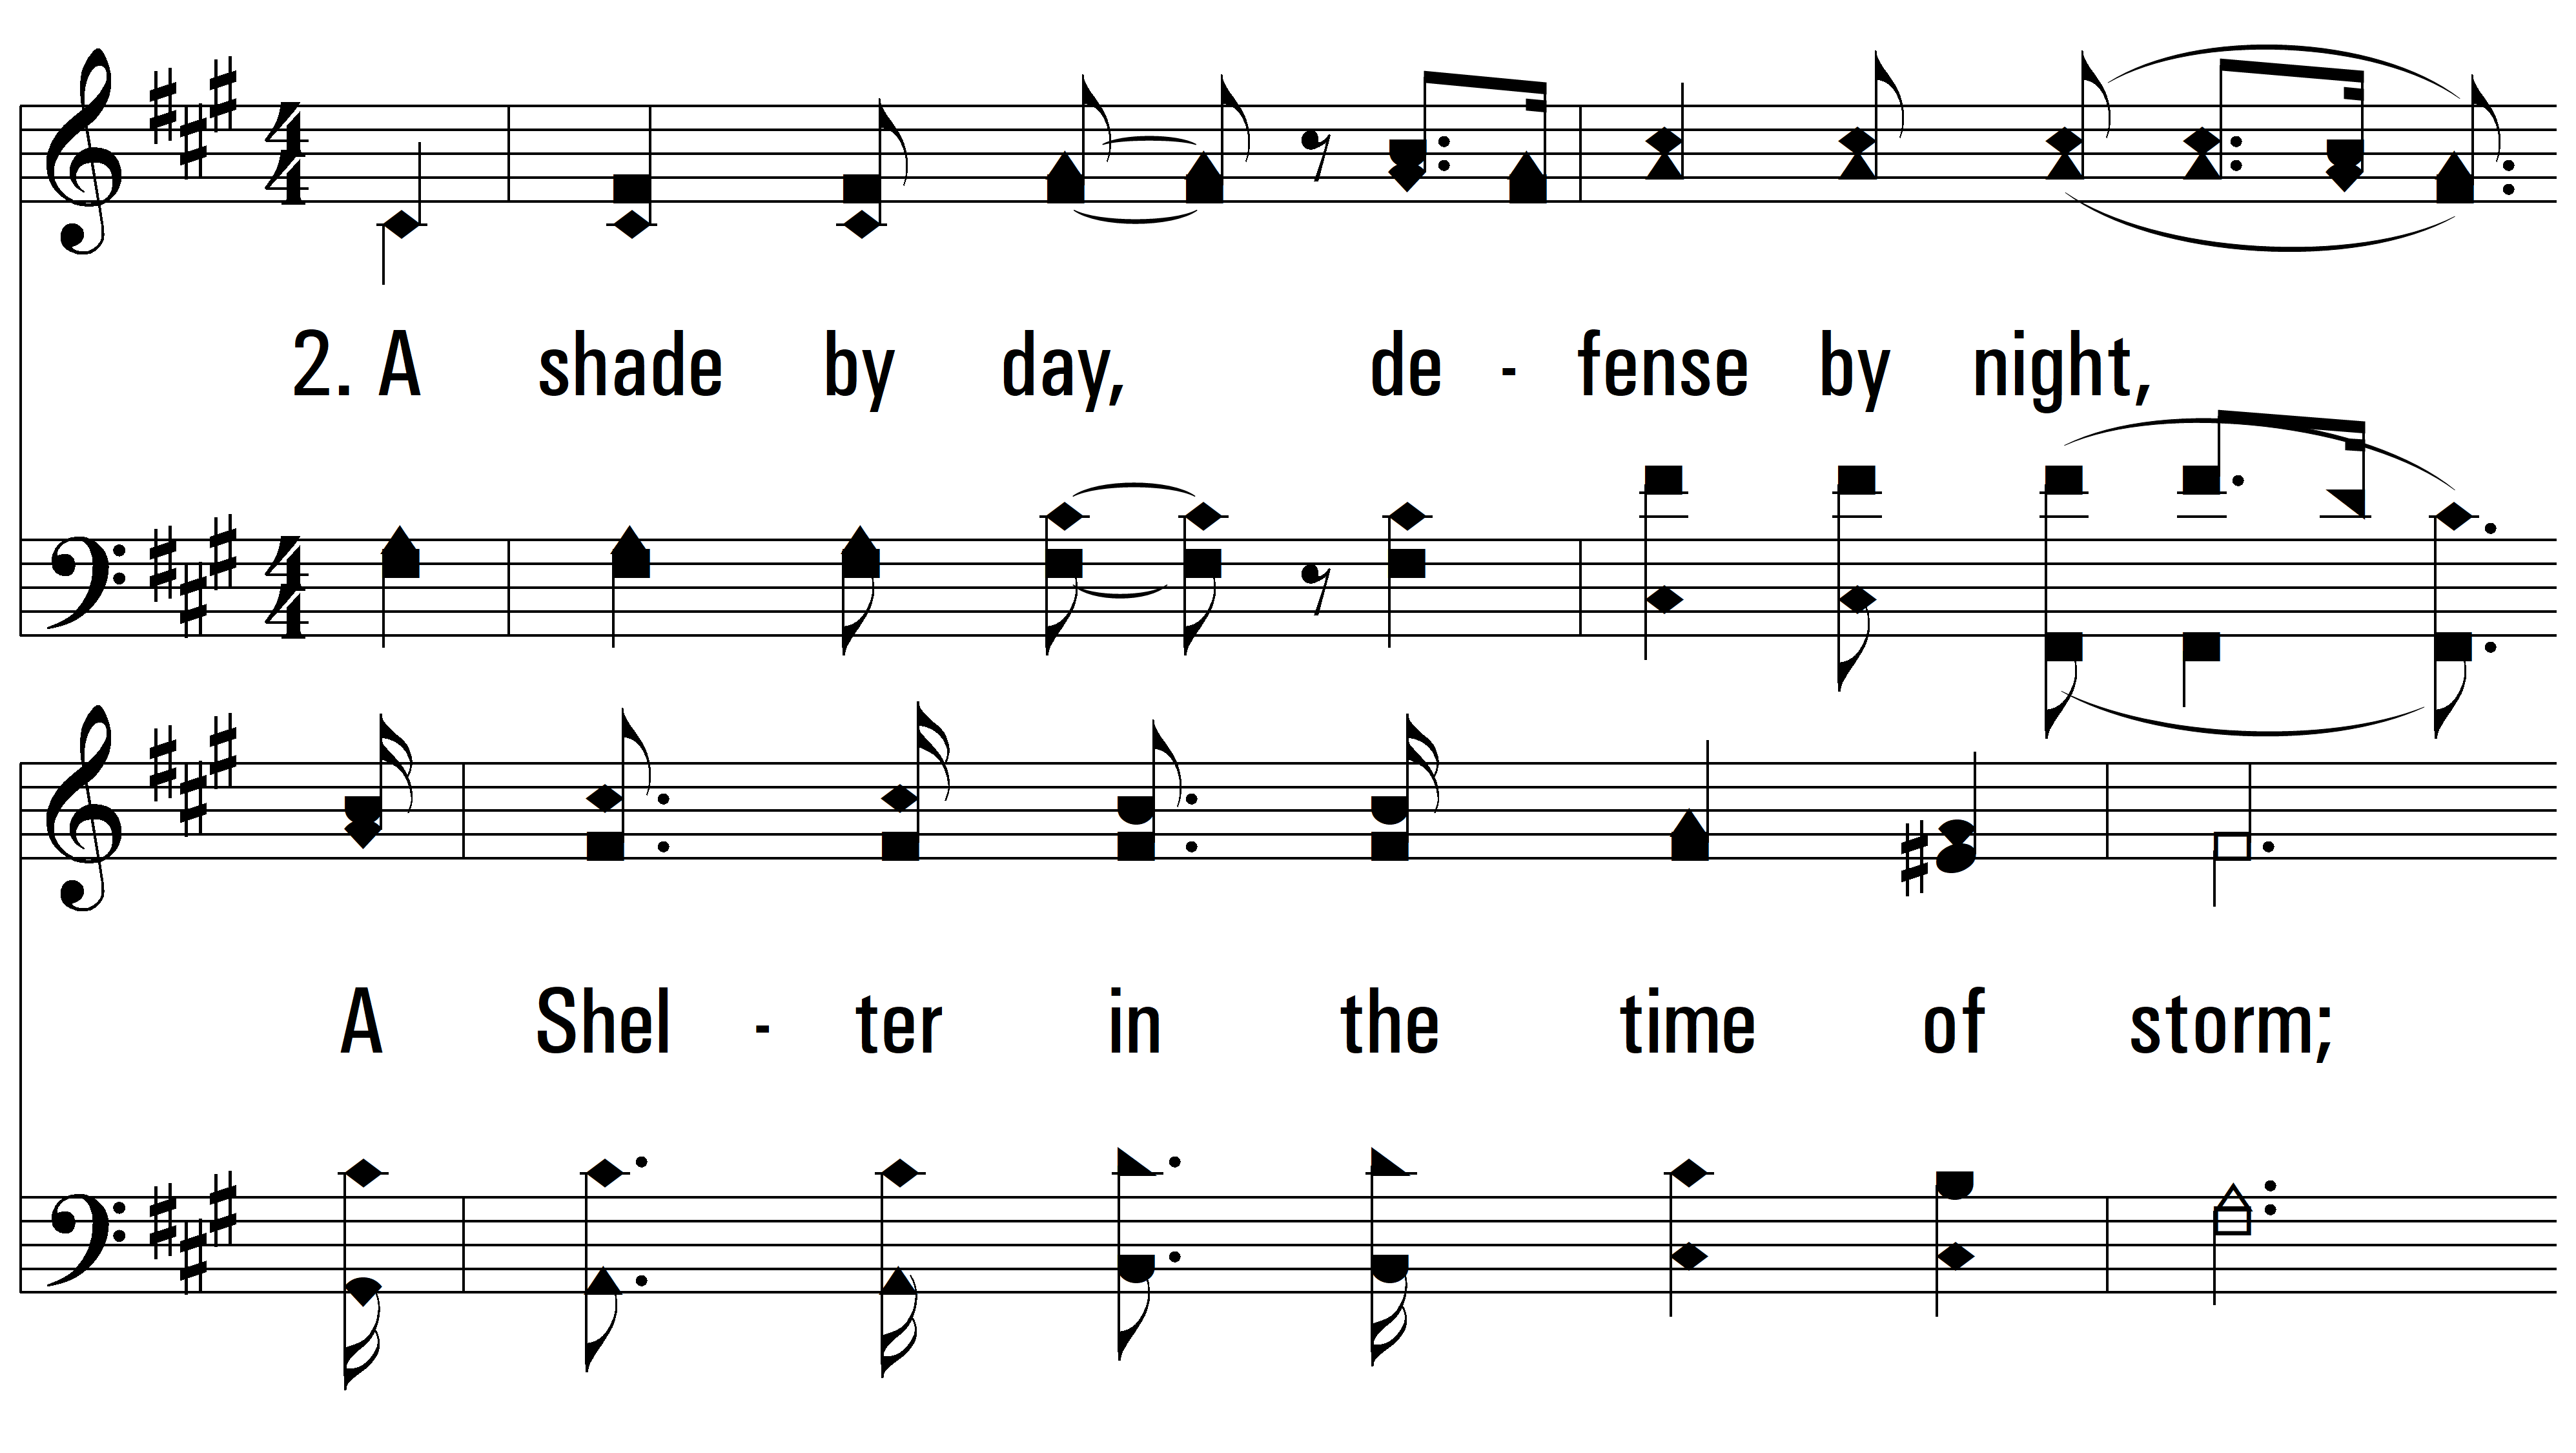 2. A shade by day, de - fense by night,
A Shel - ter in the time of storm;